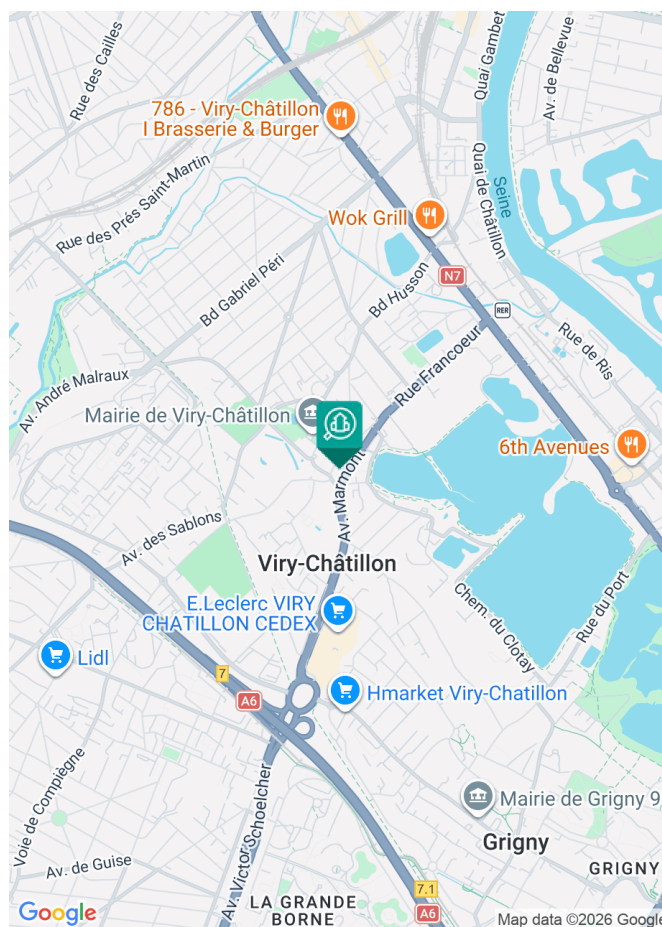 Rue des Cailles
Quai Gambet
Av. de Bellevue
786 - Viry-Châtillon
I Brasserie & Burger
Rue des Prés Saint-Martin
Quai de Châtillon
Seine
Wok Grill
Bd Gabriel Péri
Bd Husson
N7
RER
Rue de Ris
Av. André Malraux
Rue Francoeur
Mairie de Viry-Châtillon
6th Avenues
Av. Marmont
Av. des Sablons
Viry-Châtillon
Chem. du Clotay
Rue du Port
E.Leclerc VIRY
CHATILLON CEDEX
Lidl
7
A6
Hmarket Viry-Chatillon
Voie de Compiègne
Av. Victor Schoelcher
Mairie de Grigny 9
Grigny
Av. de Guise
GRIGNY
7.1
LA GRANDE
BORNE
A6
Google
Map data ©2026 Google